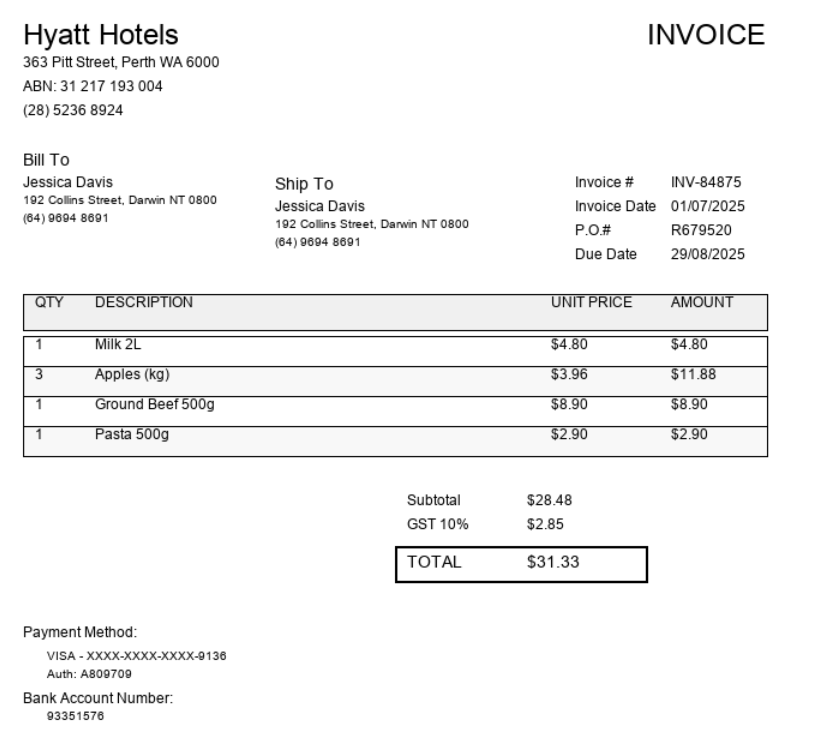 Hyatt Hotels
INVOICE
363 Pitt Street, Perth WA 6000
ABN: 31 217 193 004
(28) 5236 8924
Bill To
Jessica Davis
192 Collins Street, Darwin NT 0800
(64) 9694 8691
Ship To
Jessica Davis
192 Collins Street, Darwin NT 0800
(64) 9694 8691
Invoice # INV-84875
Invoice Date 01/07/2025
P.O.# R679520
Due Date 29/08/2025
QTY DESCRIPTION UNIT PRICE AMOUNT
1 Milk 2L $4.80 $4.80
3 Apples (kg) $3.96 $11.88
1 Ground Beef 500g $8.90 $8.90
1 Pasta 500g $2.90 $2.90
Subtotal $28.48
GST 10% $2.85
TOTAL $31.33
Payment Method:
VISA - XXXX-XXXX-XXXX-9136
Auth: A809709
Bank Account Number:
93351576